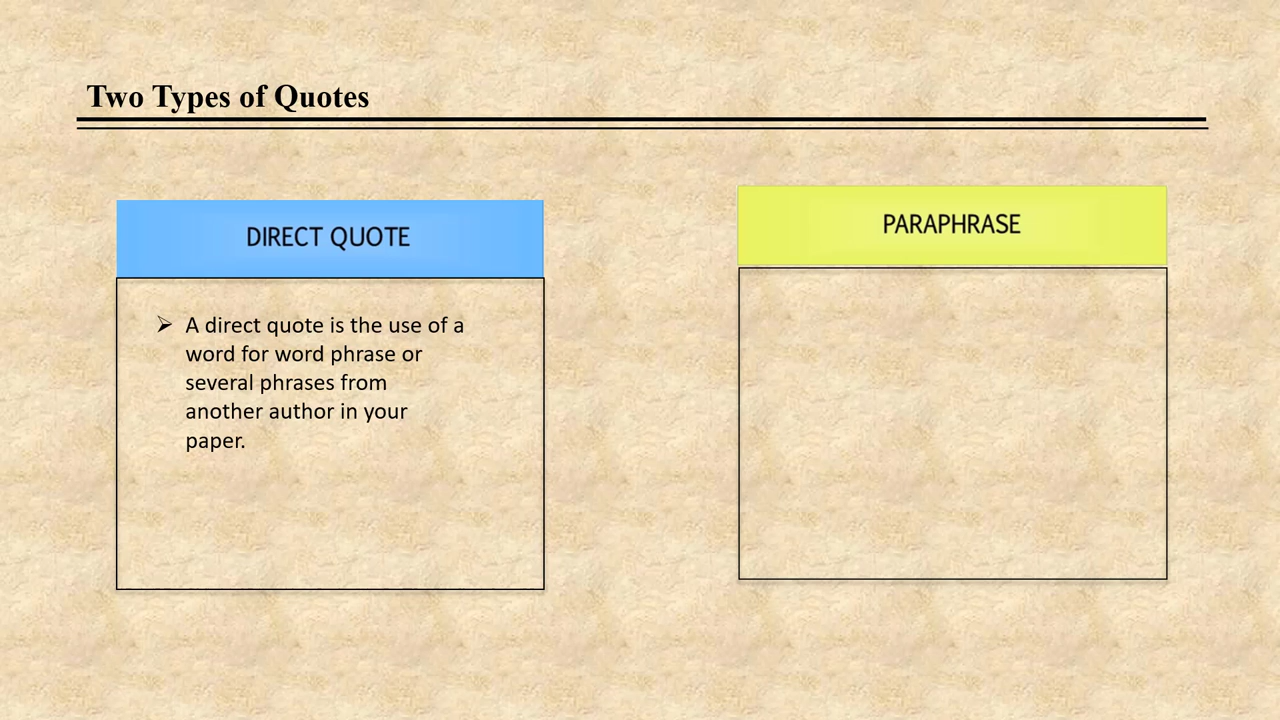 Two Types of Quotes
DIRECT QUOTE
➢ A direct quote is the use of a
word for word phrase or
several phrases from
another author in your
paper.
PARAPHRASE